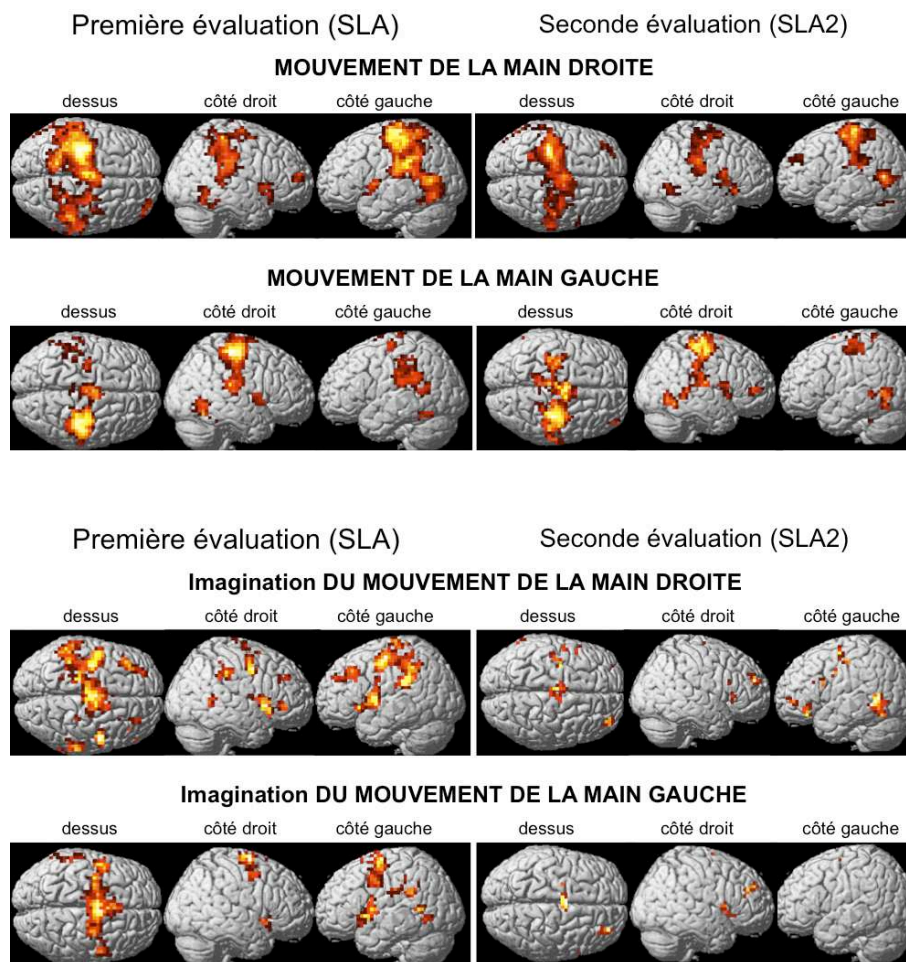 Première évaluation (SLA) Seconde évaluation (SLA2)
MOUVEMENT DE LA MAIN DROITE
dessus côté droit côté gauche dessus côté droit côté gauche
MOUVEMENT DE LA MAIN GAUCHE
dessus côté droit côté gauche dessus côté droit côté gauche
Première évaluation (SLA) Seconde évaluation (SLA2)
Imagination DU MOUVEMENT DE LA MAIN DROITE
dessus côté droit côté gauche dessus côté droit côté gauche
Imagination DU MOUVEMENT DE LA MAIN GAUCHE
dessus côté droit côté gauche dessus côté droit côté gauche